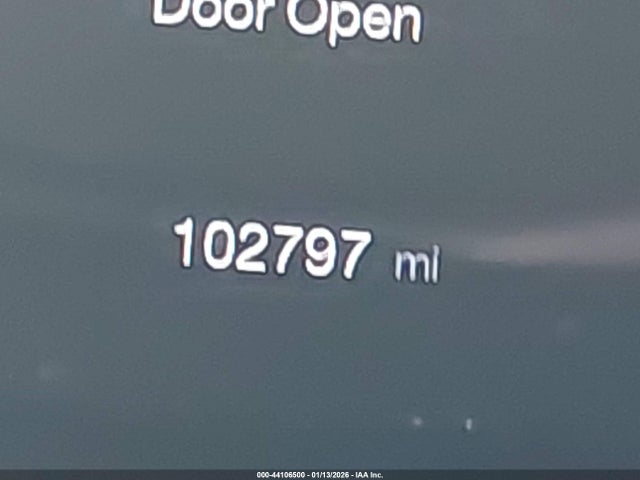 Door Open
102797 mi
000-44106500 - 01/13/2026 - IAA Inc.